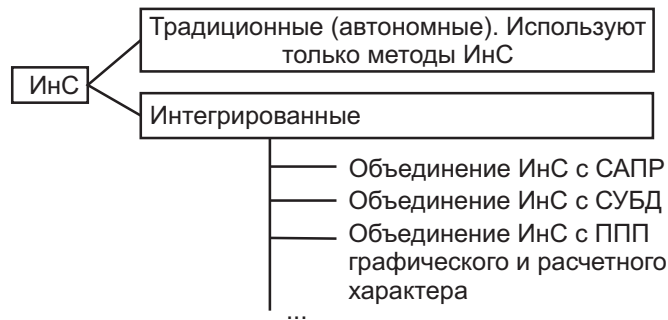 Традиционные (автономные). Используют
только методы ИнС
ИнС
Интегрированные
Объединение ИнС с САПР
Объединение ИнС с СУБД
Объединение ИнС с ППП
графического и расчетного
характера
...